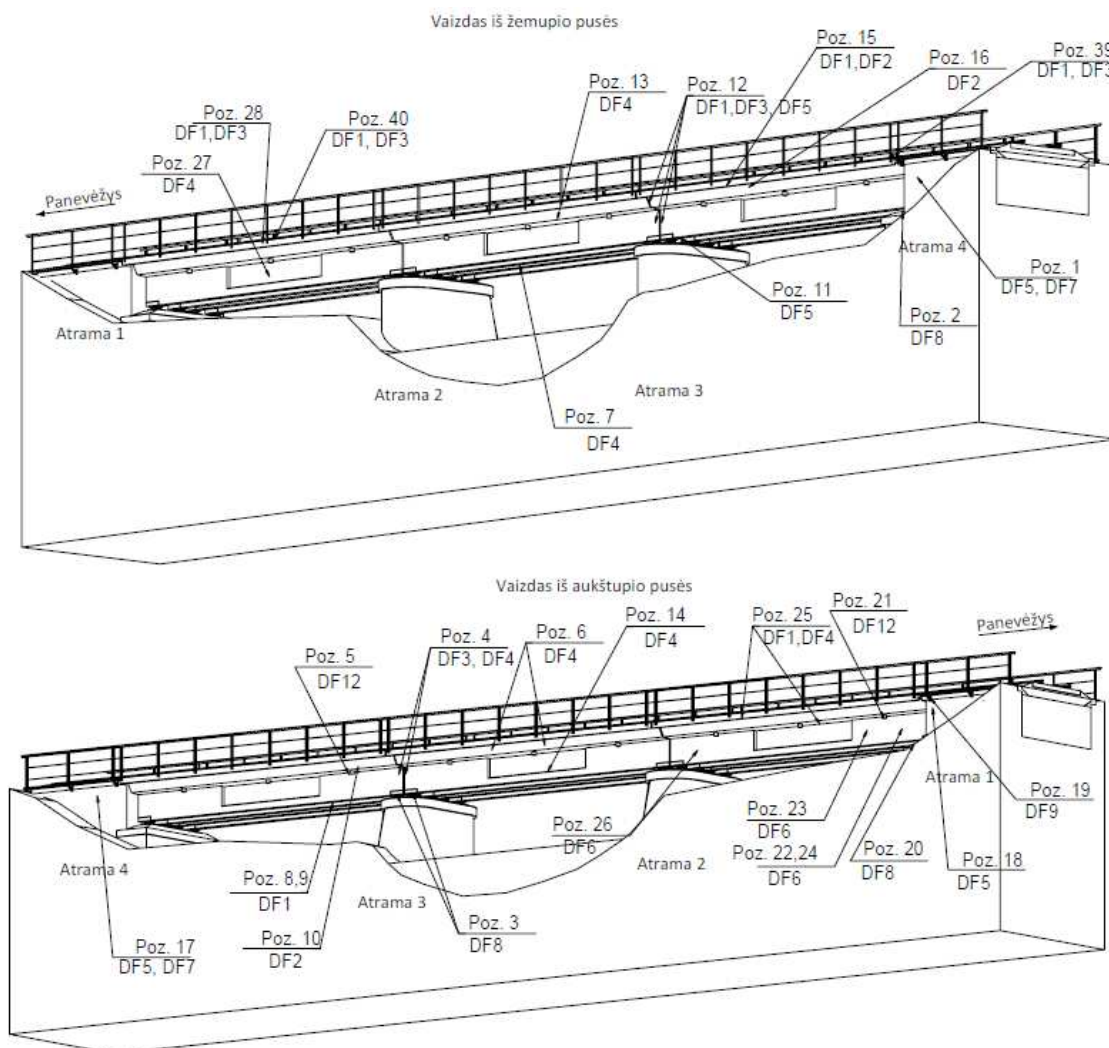 Vaizdas iš žemupio pusės
Poz. 15
DF1,DF2
Poz. 16
DF2
Poz. 39
DF1, DF3
Poz. 13
DF4
Poz. 12
DF1,DF3, DF5
Poz. 28
DF1,DF3
Poz. 40
DF1, DF3
Poz. 27
DF4
Panevėžys
Atrama 4
Poz. 1
DF5, DF7
Poz. 11
DF5
Poz. 2
DF8
Atrama 1
Atrama 2
Atrama 3
Poz. 7
DF4
Vaizdas iš aukštupio pusės
Poz. 21
DF12
Poz. 14
DF4
Poz. 25
DF1,DF4
Panevėžys
Poz. 4
DF3, DF4
Poz. 6
DF4
Poz. 5
DF12
Atrama 1
Poz. 19
DF9
Poz. 23
DF6
Poz. 26
DF6
Atrama 2
Poz. 22,24
DF6
Poz. 20
DF8
Poz. 18
DF5
Atrama 4
Poz. 8,9
DF1
Atrama 3
Poz. 3
DF8
Poz. 17
DF5, DF7
Poz. 10
DF2